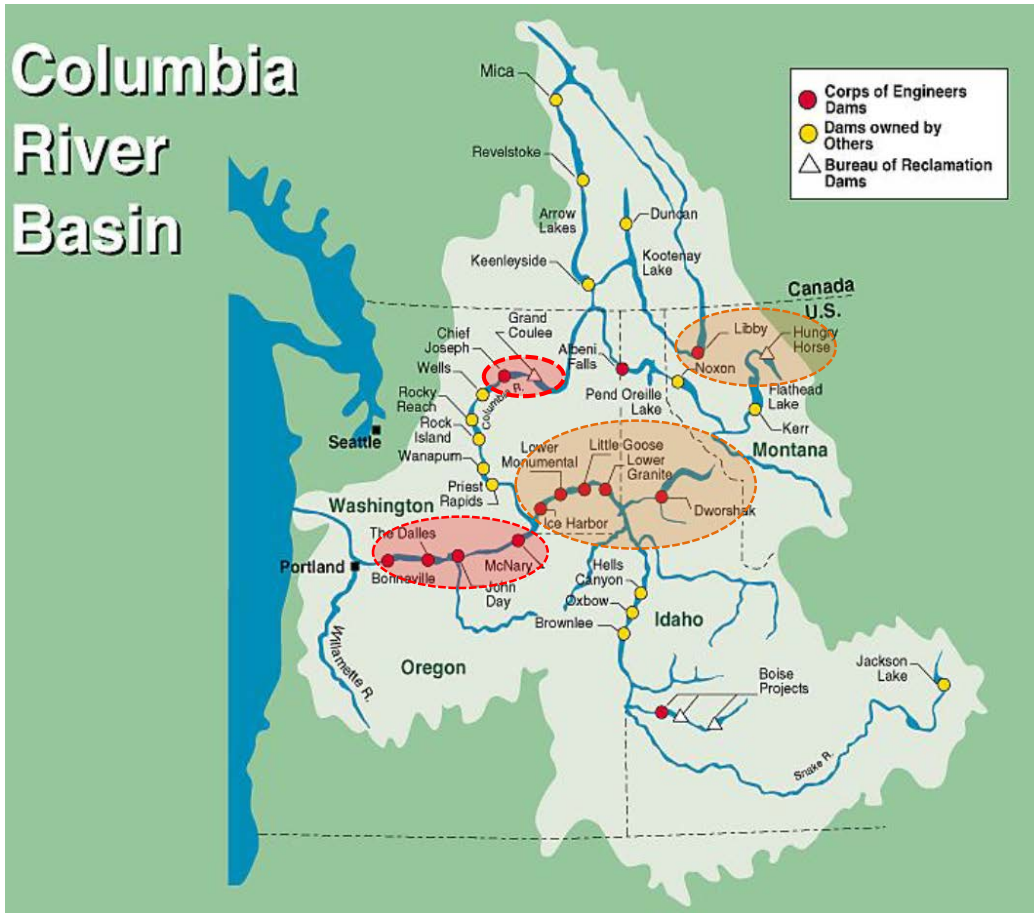 Columbia
River
Basin
Corps of Engineers
Dams
Dams owned by
Others
Bureau of Reclamation
Dams
Mica
Revelstoke
Arrow
Lakes
Duncan
Kootenay
Lake
Keenleyside
Canada
U.S.
Grand
Coulee
Chief
Joseph
Albeni
Falls
Libby
Hungry
Horse
Noxon
Wells
Columbia R.
Pend Oreille
Lake
Flathead
Lake
Rocky
Reach
Rock
Island
Kerr
Seattle
Wanapum
Montana
Lower
Monumental
Little Goose
Lower
Granite
Priest
Rapids
Washington
Ice Harbor
Dworshak
The Dalles
Portland
Bonneville
McNary
John
Day
Hells
Canyon
Oxbow
Brownlee
Idaho
Willamette R.
Oregon
Boise
Projects
Jackson
Lake
Snake R.